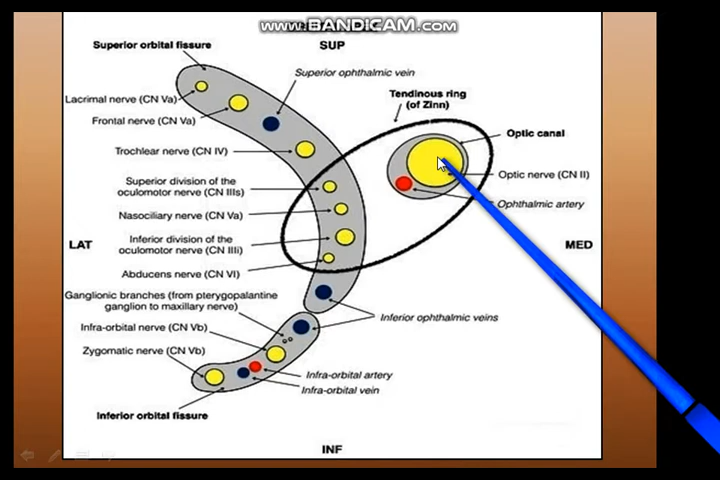 www.BANDICAM.com
SUP
Superior orbital fissure
Superior ophthalmic vein
Tendinous ring
(of Zinn)
Lacrimal nerve (CN Va)
Frontal nerve (CN Va)
Optic canal
Trochlear nerve (CN IV)
Optic nerve (CN II)
Superior division of the
oculomotor nerve (CN IIIs)
Ophthalmic artery
Nasociliary nerve (CN Va)
LAT
MED
Inferior division of the
oculomotor nerve (CN IIIi)
Abducens nerve (CN VI)
Ganglionic branches (from pterygopalantine
ganglion to maxillary nerve)
Inferior ophthalmic veins
Infra-orbital nerve (CN Vb)
Zygomatic nerve (CN Vb)
Infra-orbital artery
Infra-orbital vein
Inferior orbital fissure
INF